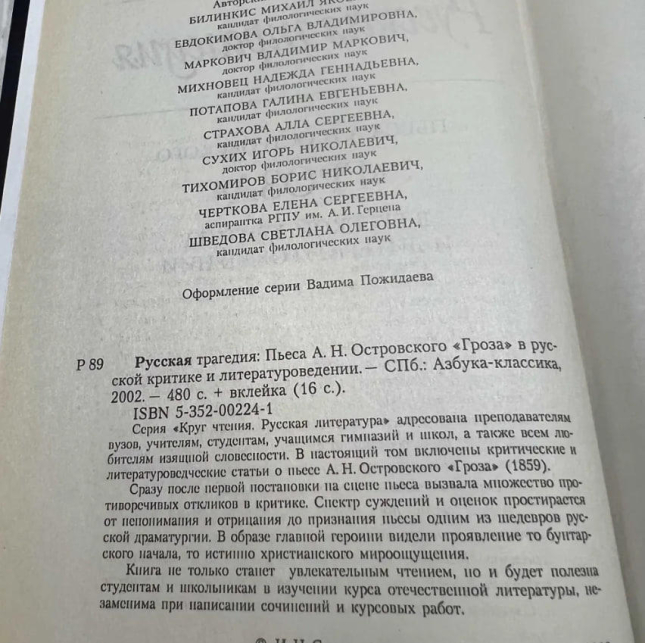 Авторский
БИЛИНКИС МИХАИЛ
кандидат филологических наук
ЕВДОКИМОВА ОЛЬГА ВЛАДИМИРОВНА,
доктор филологических наук
МАРКОВИЧ ВЛАДИМИР МАРКОВИЧ,
доктор филологических наук
МИХНОВЕЦ НАДЕЖДА ГЕННАДЬЕВНА,
кандидат филологических наук
ПОТАПОВА ГАЛИНА ЕВГЕНЬЕВНА,
кандидат филологических наук
СТРАХОВА АЛЛА СЕРГЕЕВНА,
кандидат филологических наук
СУХИХ ИГОРЬ НИКОЛАЕВИЧ,
доктор филологических наук
ТИХОМИРОВ БОРИС НИКОЛАЕВИЧ,
кандидат филологических наук
ЧЕРТКОВА ЕЛЕНА СЕРГЕЕВНА,
аспирантка РГПУ им. А. И. Герцена
ШВЕДОВА СВЕТЛАНА ОЛЕГОВНА,
кандидат филологических наук
Оформление серии Вадима Пожидаева
Р 89 Русская трагедия: Пьеса А. Н. Островского «Гроза» в рус-
ской критике и литературоведении. — СПб.: Азбука-классика,
2002. — 480 с. + вклейка (16 с.).
ISBN 5-352-00224-1
Серия «Круг чтения. Русская литература» адресована преподавателям
вузов, учителям, студентам, учащимся гимназий и школ, а также всем лю-
бителям изящной словесности. В настоящий том включены критические и
литературоведческие статьи о пьесе А. Н. Островского «Гроза» (1859).
Сразу после первой постановки на сцене пьеса вызвала множество про-
тиворечивых откликов в критике. Спектр суждений и оценок простирается
от непонимания и отрицания до признания пьесы одним из шедевров рус-
ской драматургии. В образе главной героини видели проявление то бунтар-
ского начала, то истинно христианского мироощущения.
Книга не только станет увлекательным чтением, но и будет полезна
студентам и школьникам в изучении курса отечественной литературы, не-
заменима при написании сочинений и курсовых работ.